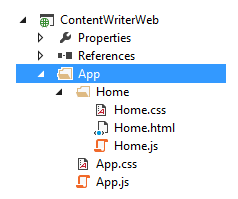 ContentWriterWeb
Properties
References
App
Home
Home.css
Home.html
Home.js
App.css
App.js